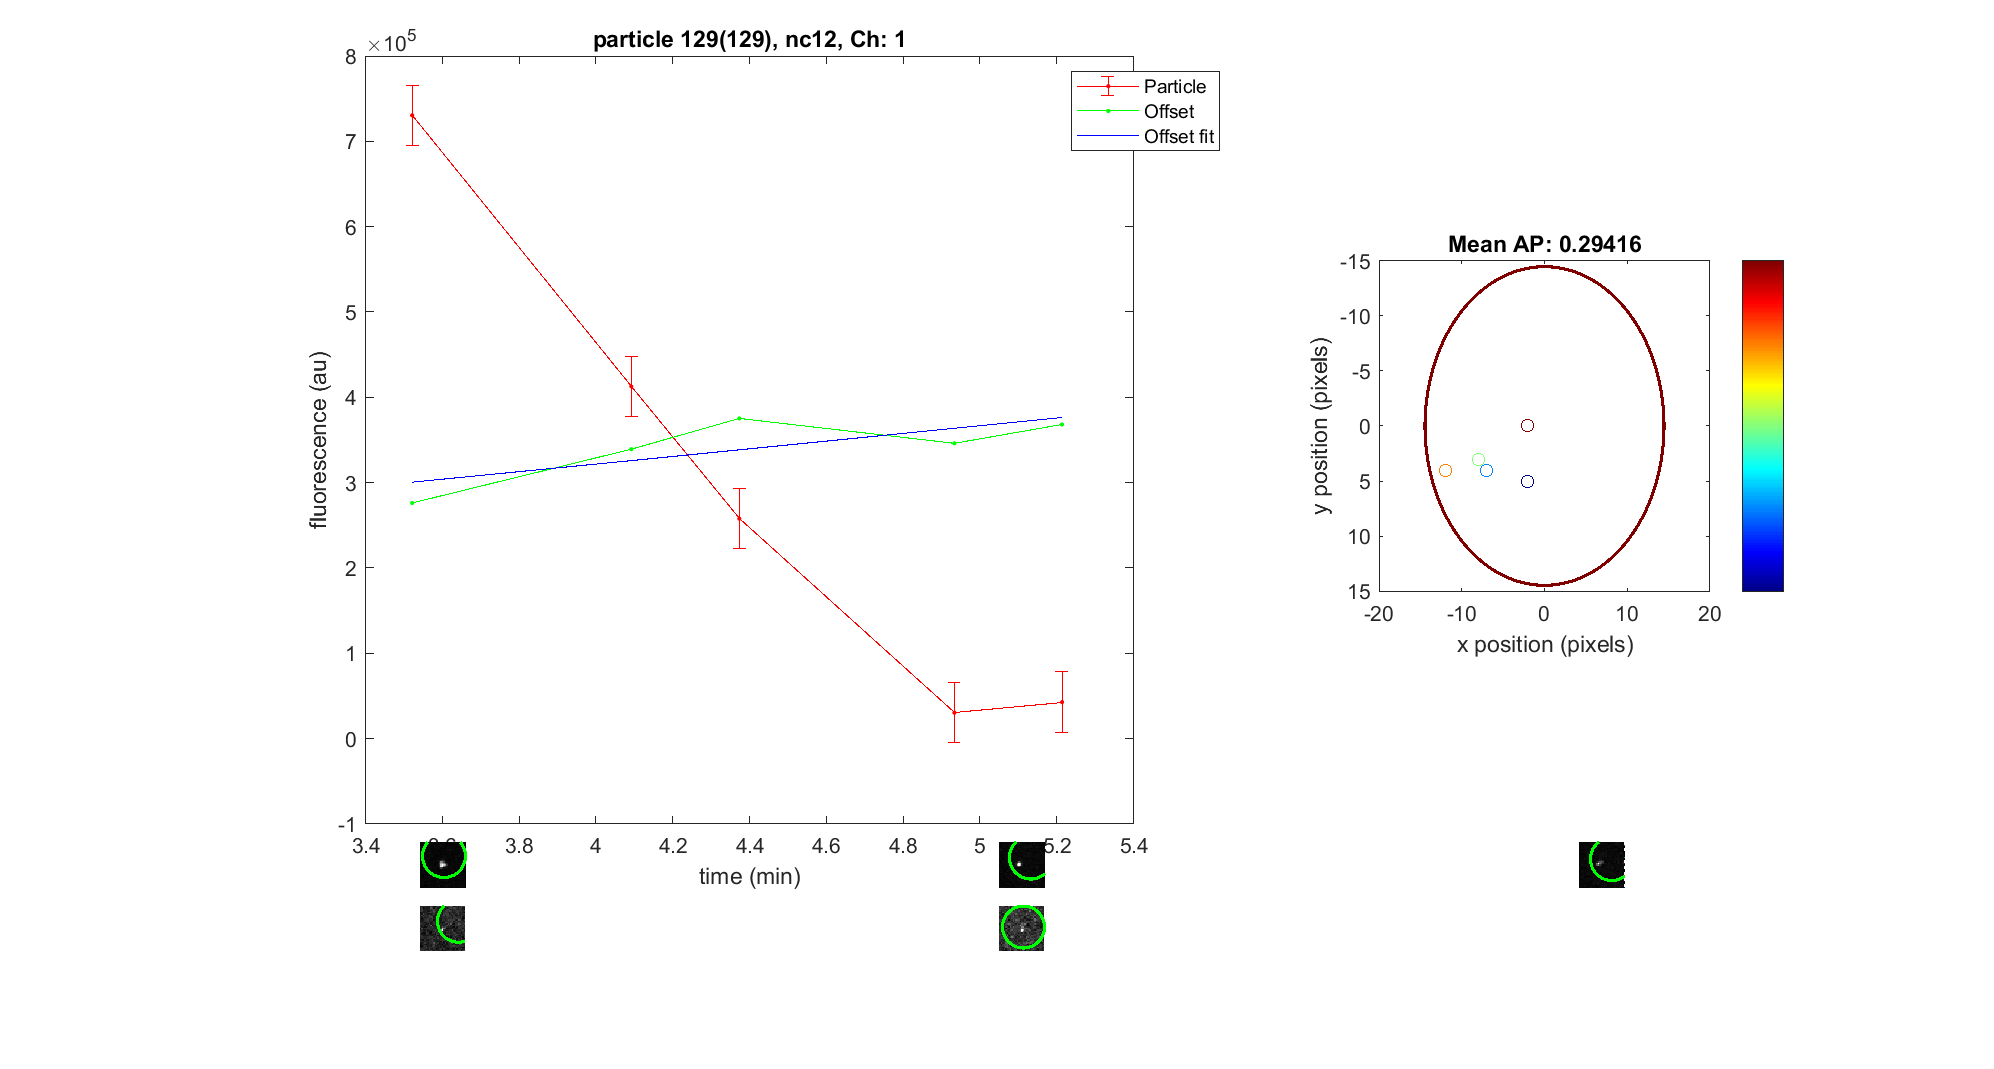 particle 129(129), nc12, Ch: 1
×10^5
8
7
6
5
4
3
2
1
0
-1
fluorescence (au)
3.4 3.6 3.8 4 4.2 4.4 4.6 4.8 5 5.2 5.4
time (min)
Particle
Offset
Offset fit
Mean AP: 0.29416
-15
-10
-5
0
5
10
15
y position (pixels)
-20 -10 0 10 20
x position (pixels)